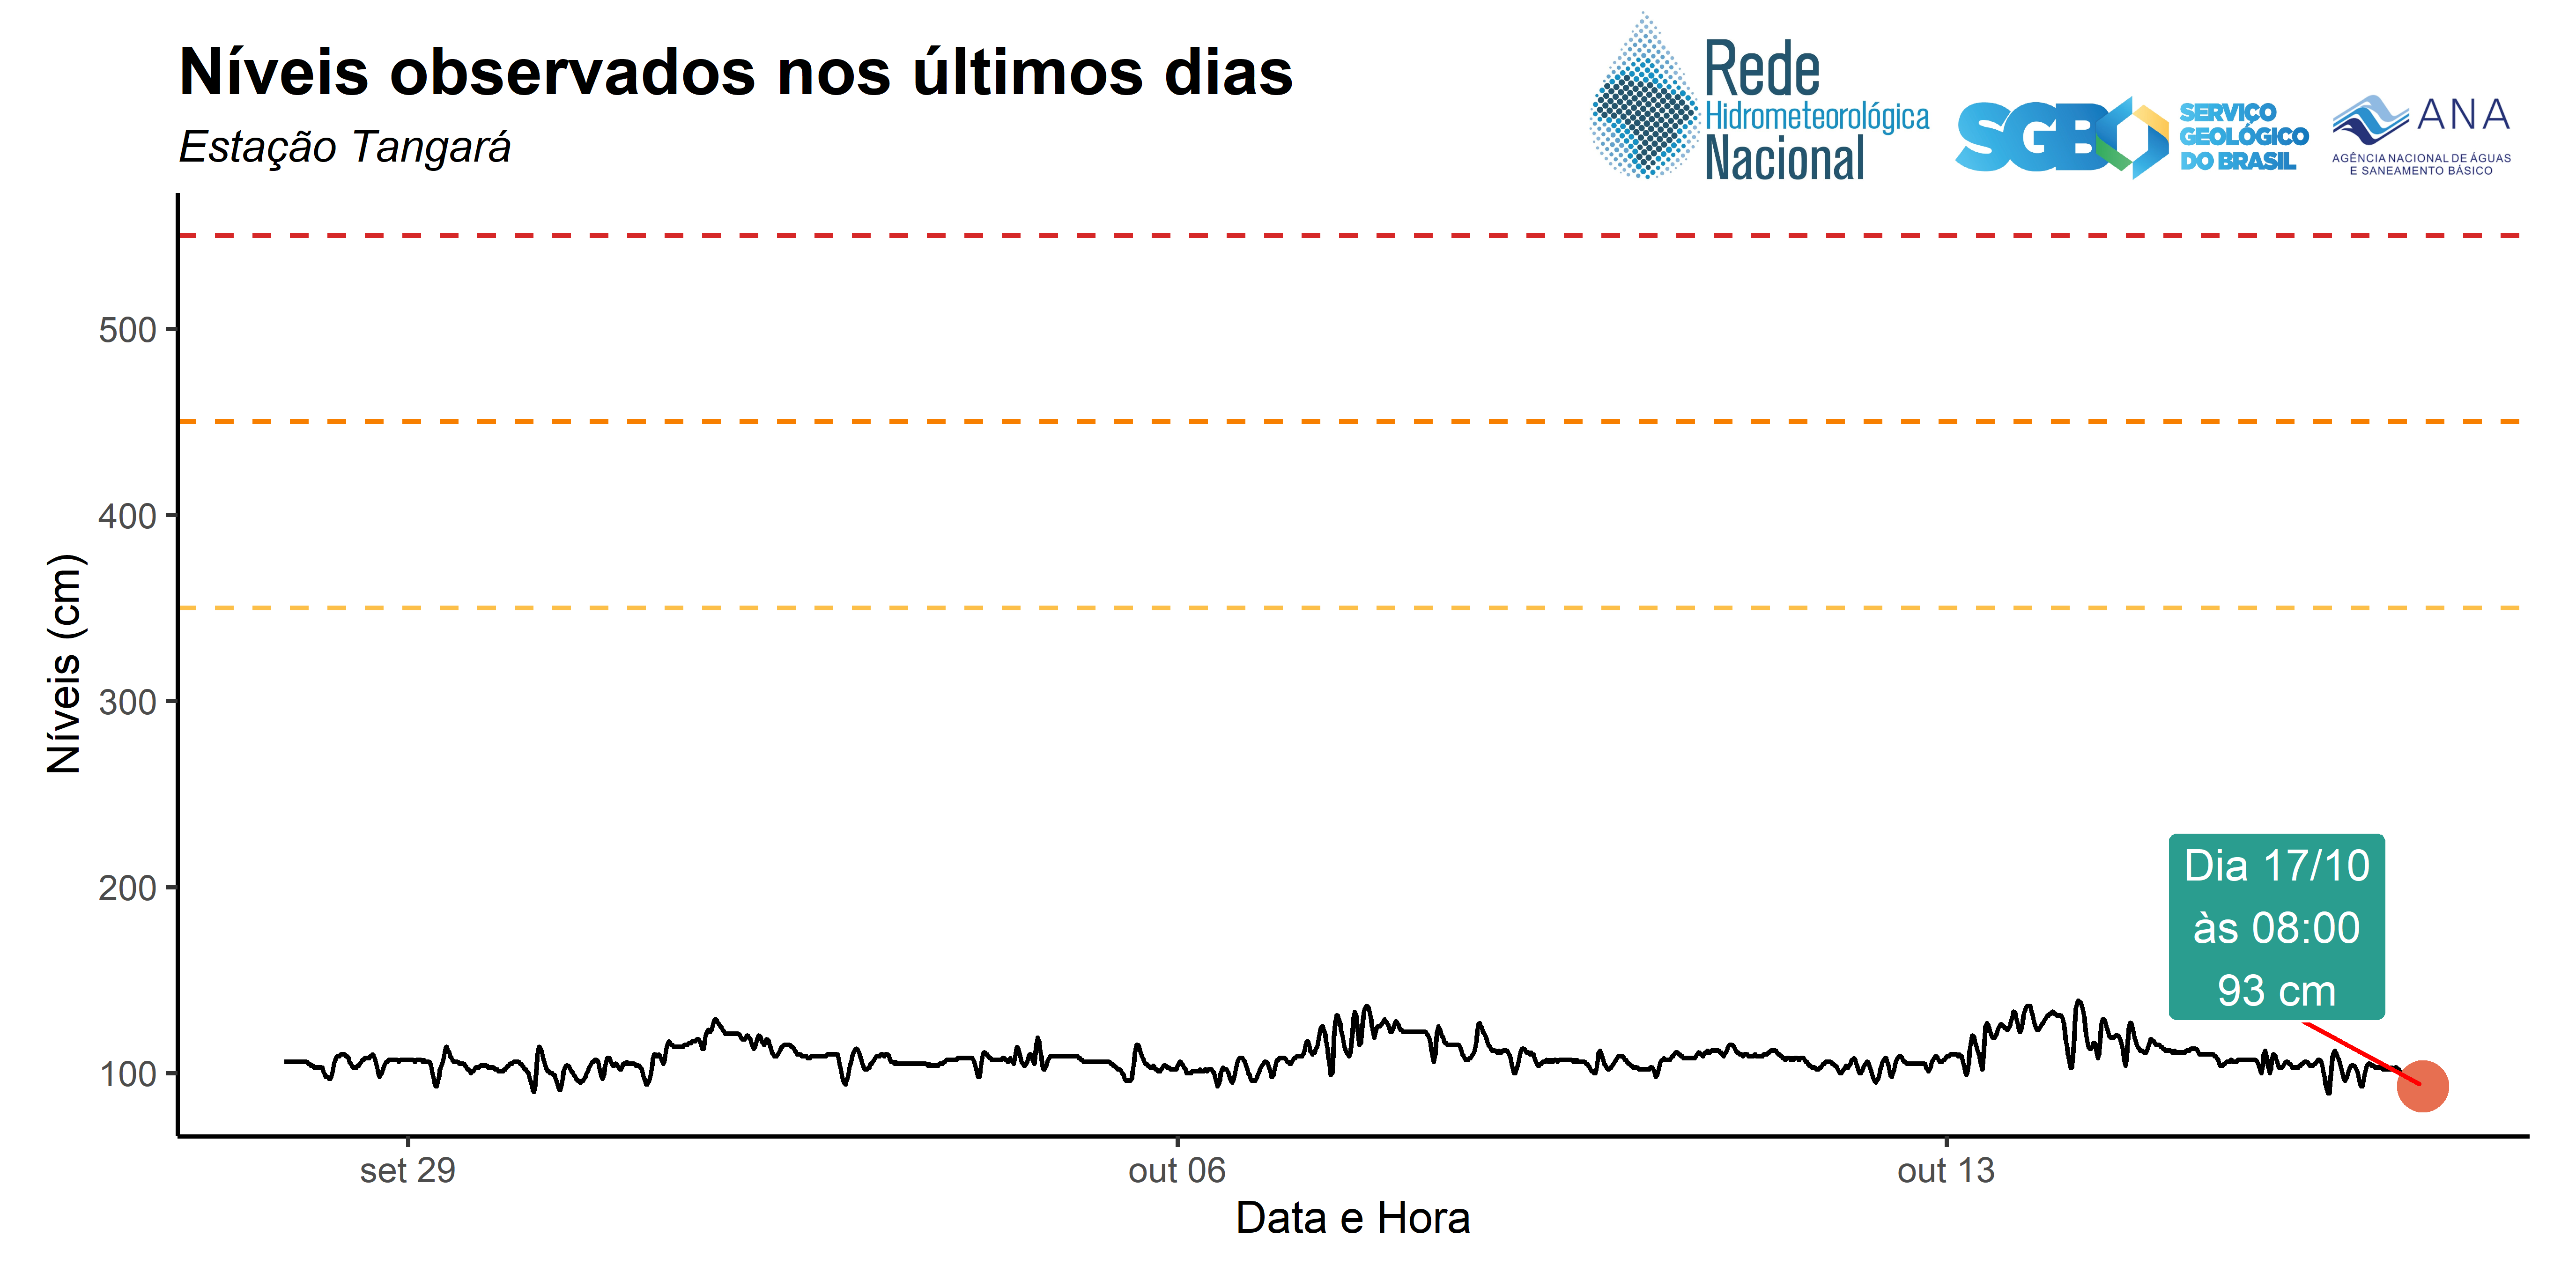 Níveis observados nos últimos dias
Estação Tangará
Rede
Hidrometeorológica
Nacional
SGB
SERVIÇO
GEOLÓGICO
DO BRASIL
ANA
AGÊNCIA NACIONAL DE ÁGUAS
E SANEAMENTO BÁSICO
Níveis (cm)
500
400
300
200
100
Dia 17/10
às 08:00
93 cm
set 29
out 06
out 13
Data e Hora